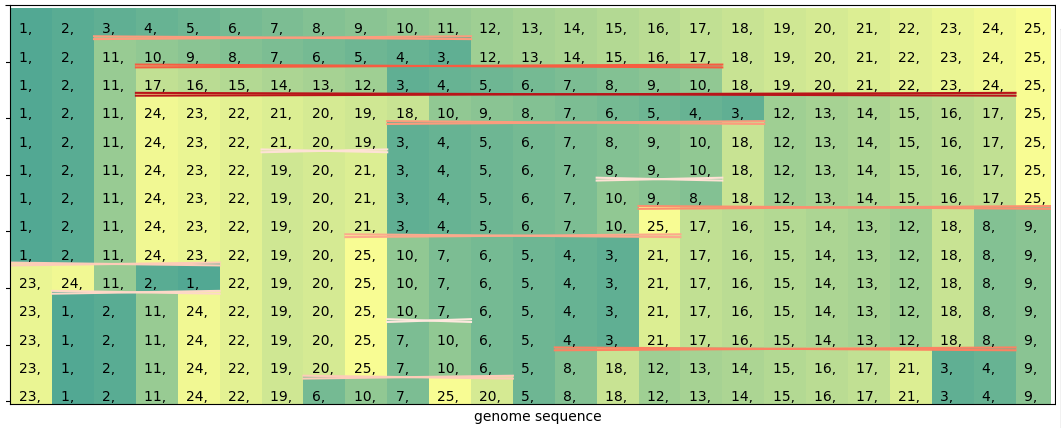 1, 2, 3, 4, 5, 6, 7, 8, 9, 10, 11, 12, 13, 14, 15, 16, 17, 18, 19, 20, 21, 22, 23, 24, 25,
1, 2, 11, 10, 9, 8, 7, 6, 5, 4, 3, 12, 13, 14, 15, 16, 17, 18, 19, 20, 21, 22, 23, 24, 25,
1, 2, 11, 17, 16, 15, 14, 13, 12, 3, 4, 5, 6, 7, 8, 9, 10, 18, 19, 20, 21, 22, 23, 24, 25,
1, 2, 11, 24, 23, 22, 21, 20, 19, 18, 10, 9, 8, 7, 6, 5, 4, 3, 12, 13, 14, 15, 16, 17, 25,
1, 2, 11, 24, 23, 22, 21, 20, 19, 3, 4, 5, 6, 7, 8, 9, 10, 18, 12, 13, 14, 15, 16, 17, 25,
1, 2, 11, 24, 23, 22, 19, 20, 21, 3, 4, 5, 6, 7, 8, 9, 10, 18, 12, 13, 14, 15, 16, 17, 25,
1, 2, 11, 24, 23, 22, 19, 20, 21, 3, 4, 5, 6, 7, 10, 9, 8, 18, 12, 13, 14, 15, 16, 17, 25,
1, 2, 11, 24, 23, 22, 19, 20, 21, 3, 4, 5, 6, 7, 10, 25, 17, 16, 15, 14, 13, 12, 18, 8, 9,
1, 2, 11, 24, 23, 22, 19, 20, 25, 10, 7, 6, 5, 4, 3, 21, 17, 16, 15, 14, 13, 12, 18, 8, 9,
23, 24, 11, 2, 1, 22, 19, 20, 25, 10, 7, 6, 5, 4, 3, 21, 17, 16, 15, 14, 13, 12, 18, 8, 9,
23, 1, 2, 11, 24, 22, 19, 20, 25, 10, 7, 6, 5, 4, 3, 21, 17, 16, 15, 14, 13, 12, 18, 8, 9,
23, 1, 2, 11, 24, 22, 19, 20, 25, 7, 10, 6, 5, 4, 3, 21, 17, 16, 15, 14, 13, 12, 18, 8, 9,
23, 1, 2, 11, 24, 22, 19, 20, 25, 7, 10, 6, 5, 8, 18, 12, 13, 14, 15, 16, 17, 21, 3, 4, 9,
23, 1, 2, 11, 24, 22, 19, 6, 10, 7, 25, 20, 5, 8, 18, 12, 13, 14, 15, 16, 17, 21, 3, 4, 9,
genome sequence